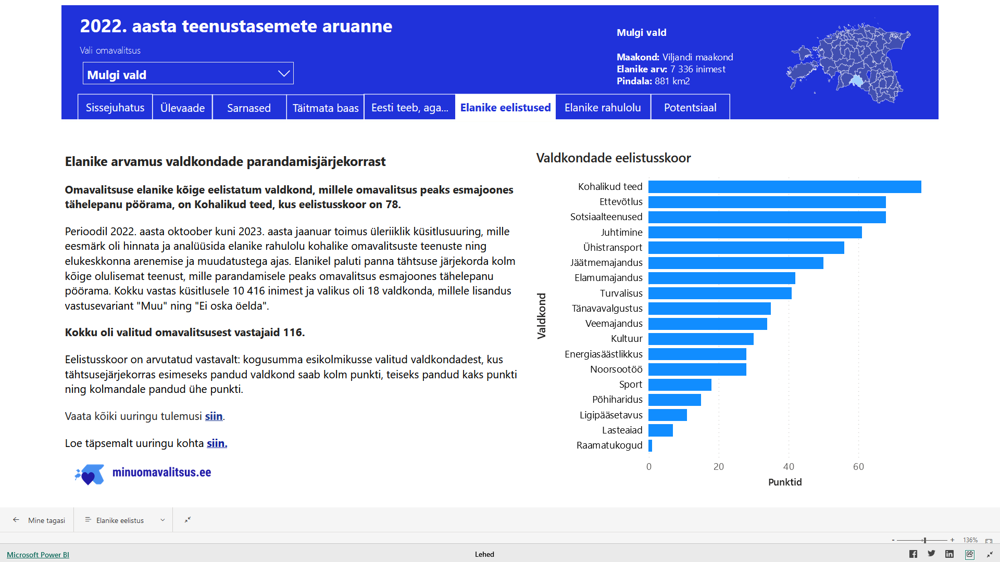 2022. aasta teenustasemete aruanne
Vali omavalitsus
Mulgi vald
Mulgi vald
Maakond: Viljandi maakond
Elanike arv: 7 336 inimest
Pindala: 881 km2
Sissejuhatus
Ülevaade
Sarnased
Täitmata baas
Eesti teeb, aga...
Elanike eelistused
Elanike rahulolu
Potentsiaal
Elanike arvamus valdkondade parandamisjärjekorrast
Omavalitsuse elanike kõige eelistatum valdkond, millele omavalitsus peaks esmajoones
tähelepanu pöörama, on Kohalikud teed, kus eelistusskoor on 78.
Perioodil 2022. aasta oktoober kuni 2023. aasta jaanuar toimus üleriiklik küsitlusuuring, mille
eesmärk oli hinnata ja analüüsida elanike rahulolu kohalike omavalitsuste teenuste ning
elukeskkonna arenemise ja muudatustega ajas. Elanikel paluti panna tähtsuse järjekorda kolm
kõige olulisemat teenust, mille parandamisele peaks omavalitsus esmajoones tähelepanu
pöörama. Kokku vastas küsitlusele 10 416 inimest ja valikus oli 18 valdkonda, millele lisandus
vastusevariant "Muu" ning "Ei oska öelda".
Kokku oli valitud omavalitsusest vastajaid 116.
Eelistusskoor on arvutatud vastavalt: kogusumma esikolmikusse valitud valdkondadest, kus
tähtsusejärjekorras esimeseks pandud valdkond saab kolm punkti, teiseks pandud kaks punkti
ning kolmandale pandud ühe punkti.
Vaata kõiki uuringu tulemusi siin.
Loe täpsemalt uuringu kohta siin.
minuomavalitsus.ee
Valdkondade eelistusskoor
Valdkond
Kohalikud teed
Ettevõtlus
Sotsiaalteenused
Juhtimine
Ühistransport
Jäätmemajandus
Elamumajandus
Turvalisus
Tänavavalgustus
Veemajandus
Kultuur
Energiasäästlikkus
Noorsootöö
Sport
Põhiharidus
Ligipääsetavus
Lasteaiad
Raamatukogud
0 20 40 60
Punktid
Mine tagasi
Elanike eelistus
- + 136%
Microsoft Power BI
Lehed